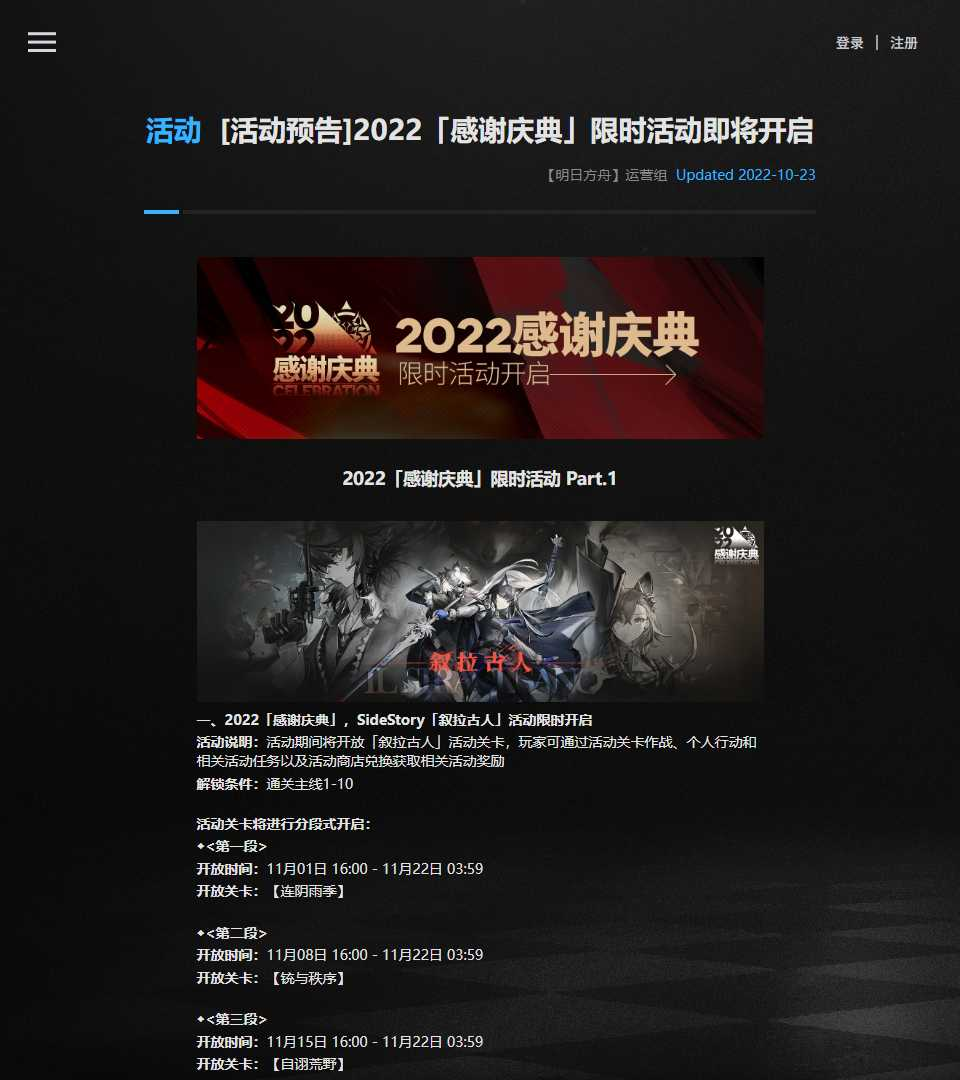 登录 | 注册
活动 [活动预告]2022「感谢庆典」限时活动即将开启
【明日方舟】运营组 Updated 2022-10-23
2022
感谢庆典
CELEBRATION
2022感谢庆典
限时活动开启
2022「感谢庆典」限时活动 Part.1
2022
感谢庆典
叙拉古人
IL SIRACUSANO
一、2022「感谢庆典」，SideStory「叙拉古人」活动限时开启
活动说明：活动期间将开放「叙拉古人」活动关卡，玩家可通过活动关卡作战、个人行动和
相关活动任务以及活动商店兑换获取相关活动奖励
解锁条件：通关主线1-10
活动关卡将进行分段式开启：
◆<第一段>
开放时间：11月01日 16:00 - 11月22日 03:59
开放关卡：【连阴雨季】
◆<第二段>
开放时间：11月08日 16:00 - 11月22日 03:59
开放关卡：【铳与秩序】
◆<第三段>
开放时间：11月15日 16:00 - 11月22日 03:59
开放关卡：【自诩荒野】